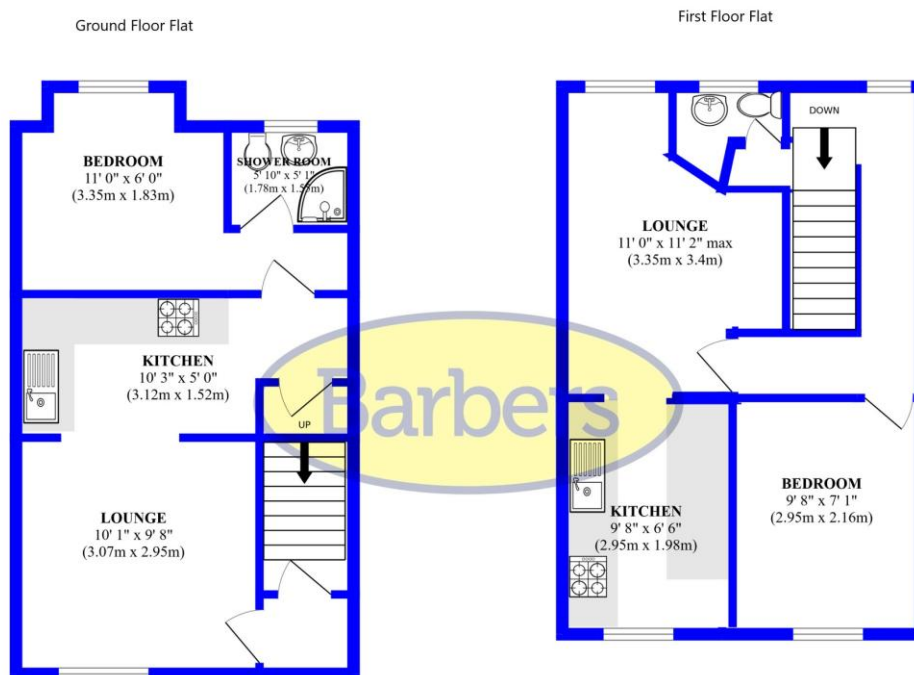 Ground Floor Flat
First Floor Flat
BEDROOM
11' 0" x 6' 0"
(3.35m x 1.83m)
SHOWER ROOM
5' 10" x 5' 1"
(1.78m x 1.55m)
KITCHEN
10' 3" x 5' 0"
(3.12m x 1.52m)
UP
LOUNGE
10' 1" x 9' 8"
(3.07m x 2.95m)
DOWN
LOUNGE
11' 0" x 11' 2" max
(3.35m x 3.4m)
KITCHEN
9' 8" x 6' 6"
(2.95m x 1.98m)
BEDROOM
9' 8" x 7' 1"
(2.95m x 2.16m)
Barbers